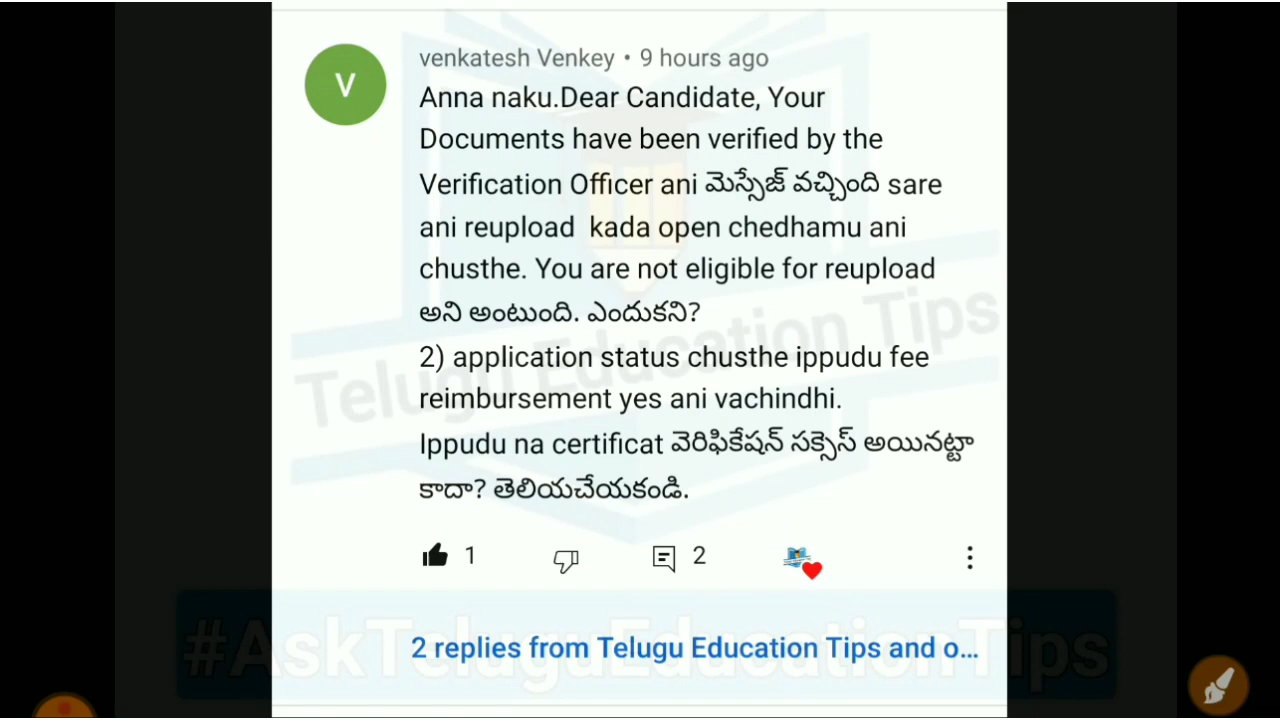 venkatesh Venkey • 9 hours ago
V
Anna naku.Dear Candidate, Your
Documents have been verified by the
Verification Officer ani మెస్సేజ్ వచ్చింది sare
ani reupload  kada open chedhamu ani
chusthe. You are not eligible for reupload
అని అంటుంది. ఎందుకని?
2) application status chusthe ippudu fee
reimbursement yes ani vachindhi.
Ippudu na certificat వెరిఫికేషన్ సక్సెస్ అయినట్టా
కాదా? తెలియచేయకండి.
1
2
Telugu Education Tips
2 replies from Telugu Education Tips and o...
#AskTeluguEducationTips